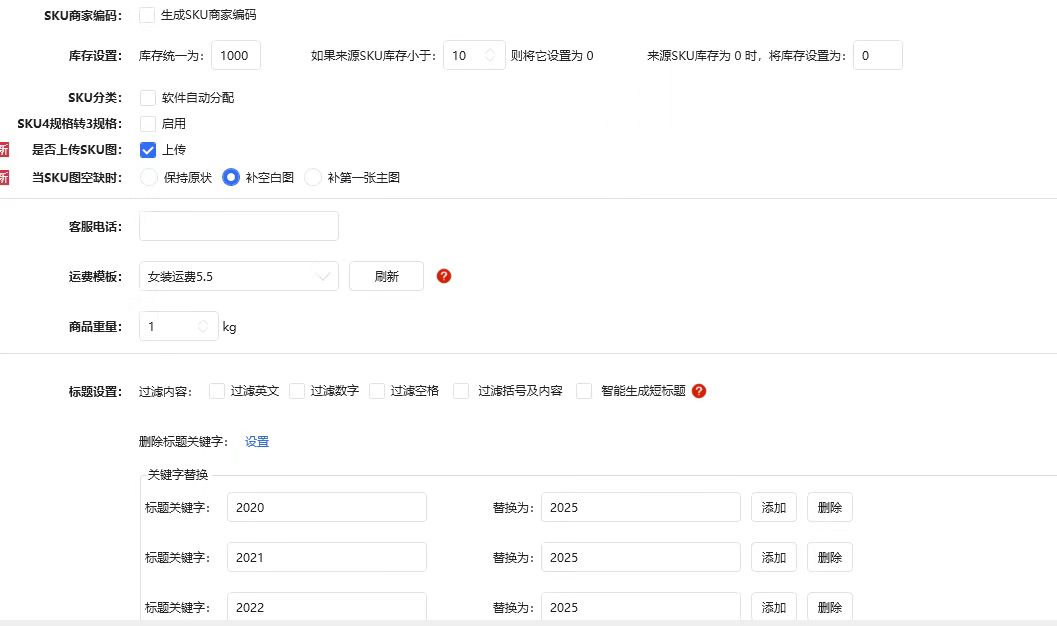 SKU商家编码： 生成SKU商家编码
库存设置： 库存统一为： 1000 如果来源SKU库存小于： 10 则将它设置为 0 来源SKU库存为 0 时，将库存设置为： 0
SKU分类： 软件自动分配
SKU4规格转3规格： 启用
新 是否上传SKU图： 上传
新 当SKU图空缺时： 保持原状 补空白图 补第一张主图
客服电话：
运费模板： 女装运费5.5 刷新 ?
商品重量： 1 kg
标题设置： 过滤内容： 过滤英文 过滤数字 过滤空格 过滤括号及内容 智能生成短标题 ?
删除标题关键字： 设置
关键字替换
标题关键字： 2020 替换为： 2025 添加 删除
标题关键字： 2021 替换为： 2025 添加 删除
标题关键字： 2022 替换为： 2025 添加 删除